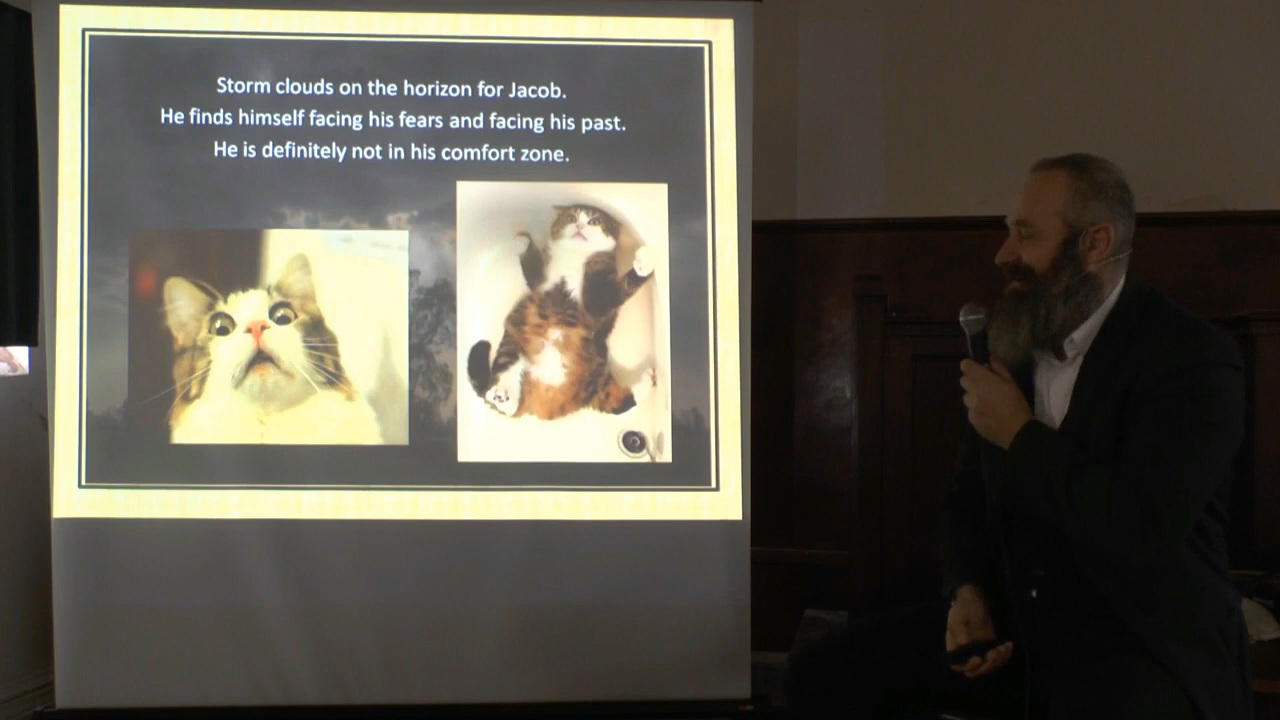 Storm clouds on the horizon for Jacob.
He finds himself facing his fears and facing his past.
He is definitely not in his comfort zone.